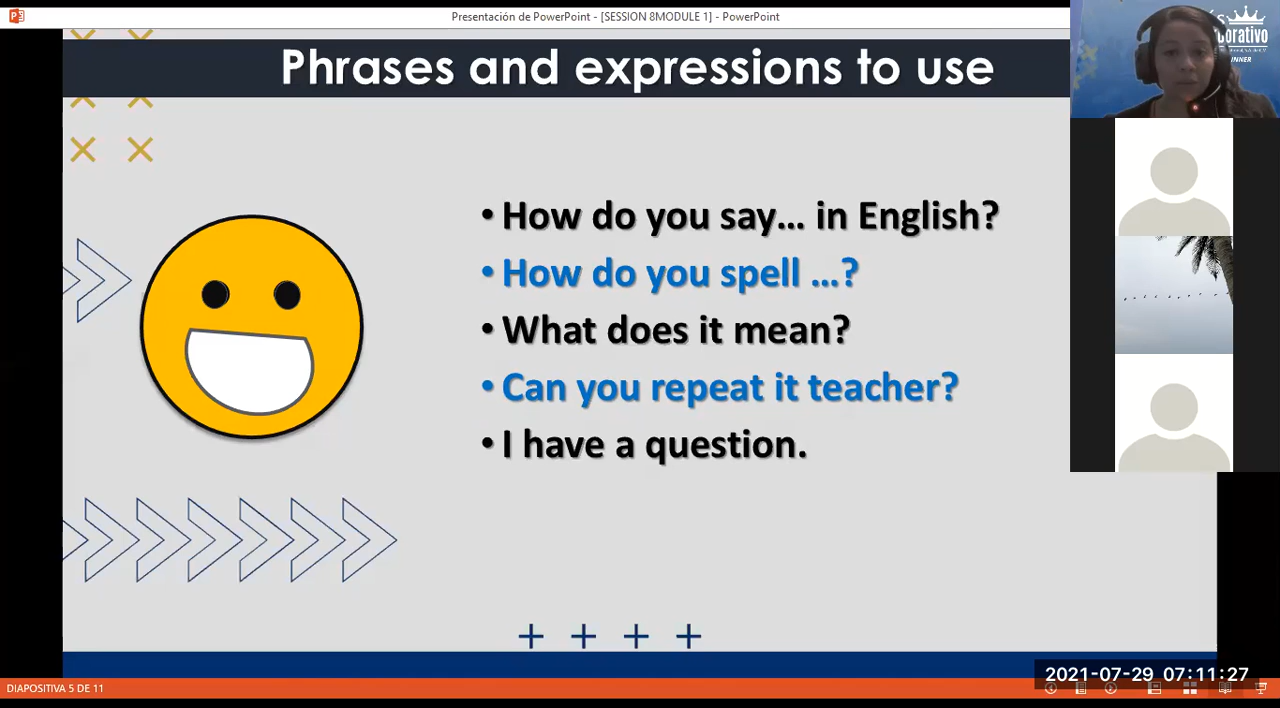 Presentación de PowerPoint - [SESSION 8MODULE 1] - PowerPoint
Phrases and expressions to use
• How do you say... in English?
• How do you spell ...?
• What does it mean?
• Can you repeat it teacher?
• I have a question.
2021-07-29 07:11:27
DIAPOSITIVA 5 DE 11